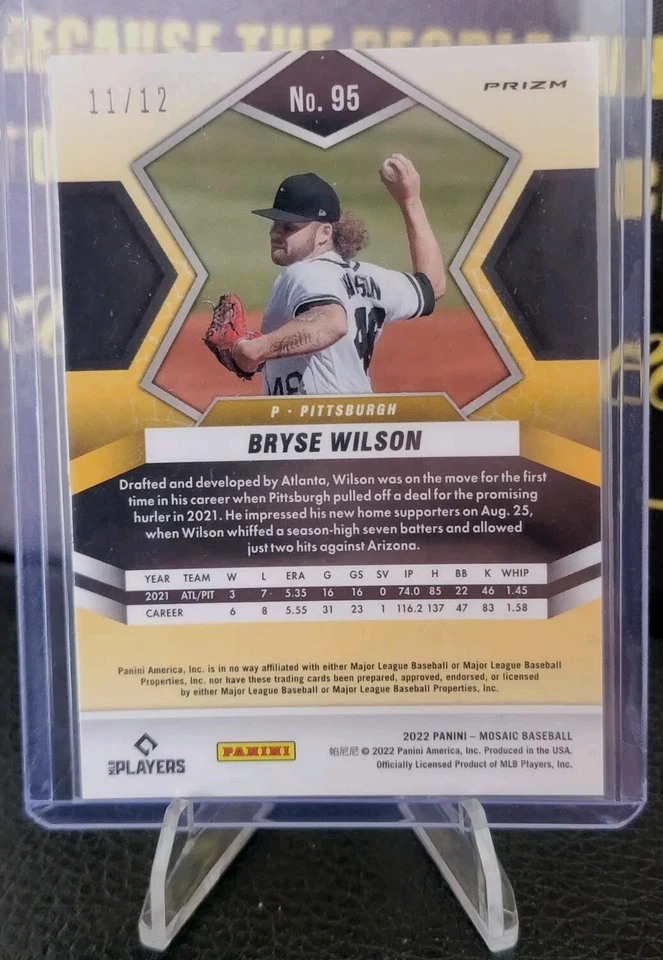 BECAUSE THE PEOPLE
11/12
No. 95
PRIZM
WILSON
46
46
Faith
P · PITTSBURGH
BRYSE WILSON
Drafted and developed by Atlanta, Wilson was on the move for the first
time in his career when Pittsburgh pulled off a deal for the promising
hurler in 2021. He impressed his new home supporters on Aug. 25,
when Wilson whiffed a season-high seven batters and allowed
just two hits against Arizona.
YEAR TEAM W L ERA G GS SV IP H BB K WHIP
2021 ATL/PIT 3 7 5.35 16 16 0 74.0 85 22 46 1.45
CAREER 6 8 5.55 31 23 1 116.2 137 47 83 1.58
Panini America, Inc. is in no way affiliated with either Major League Baseball or Major League Baseball
Properties, Inc. nor have these trading cards been prepared, approved, endorsed, or licensed
by either Major League Baseball or Major League Baseball Properties, Inc.
MLB PLAYERS
PANINI
2022 PANINI – MOSAIC BASEBALL
帕尼尼 © 2022 Panini America, Inc. Produced in the USA.
Officially Licensed Product of MLB Players, Inc.